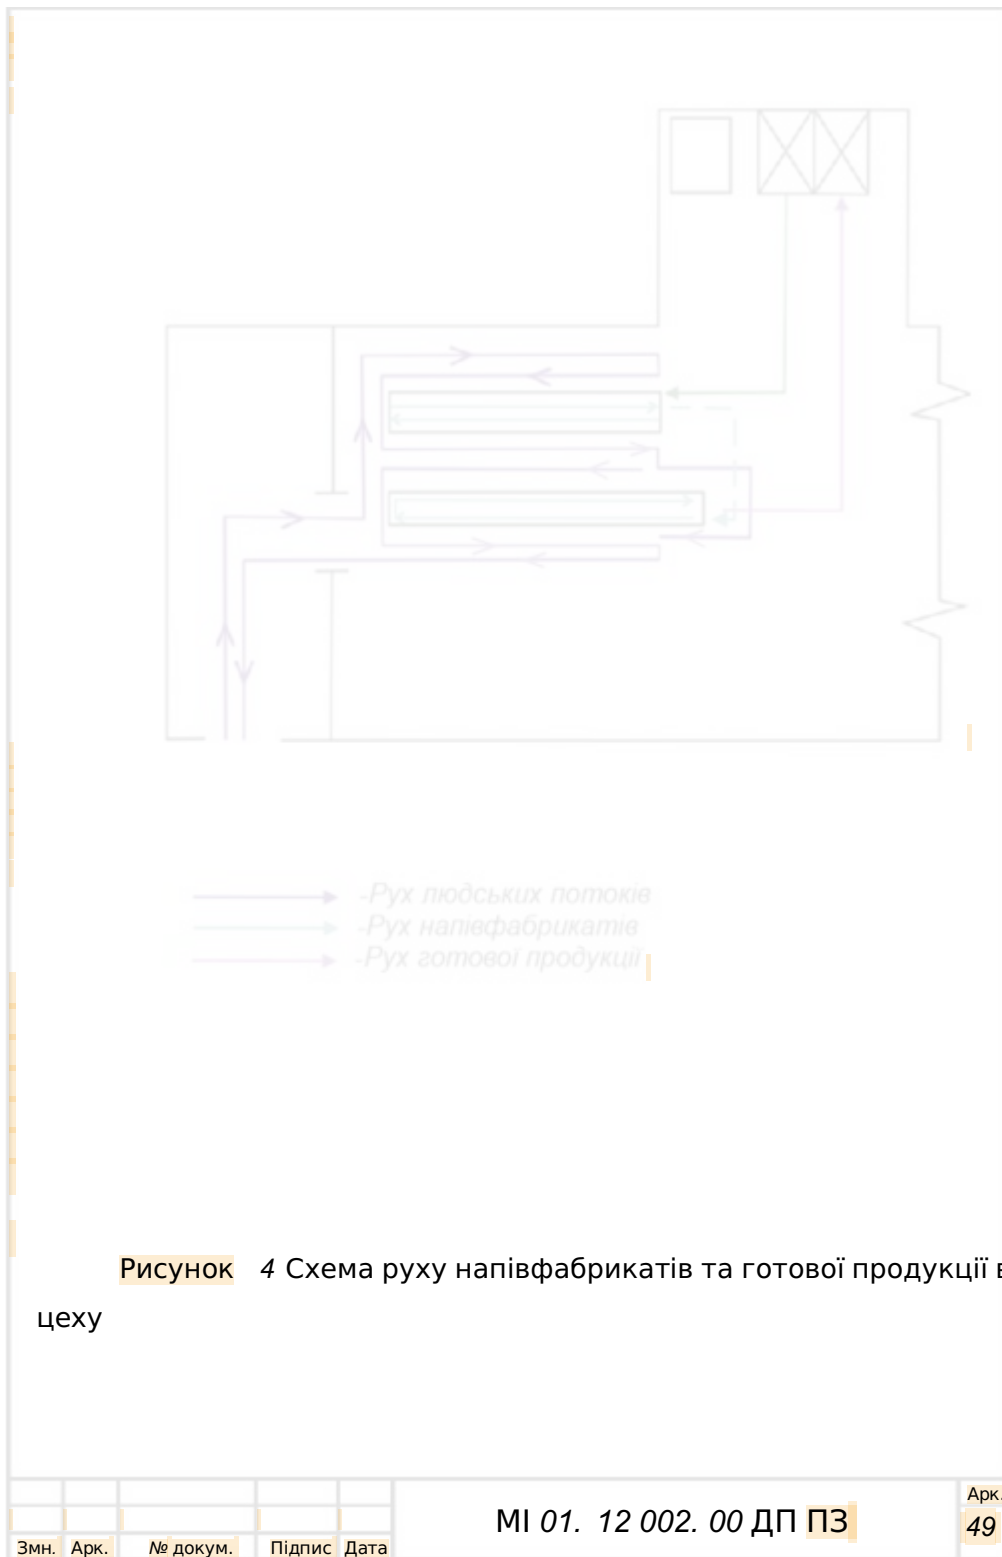 -Рух людських потоків
-Рух напівфабрикатів
-Рух готової продукції
Рисунок 4 Схема руху напівфабрикатів та готової продукції в
цеху
МІ 01. 12 002. 00 ДП ПЗ
Арк.
49
Змн. Арк. № докум. Підпис Дата